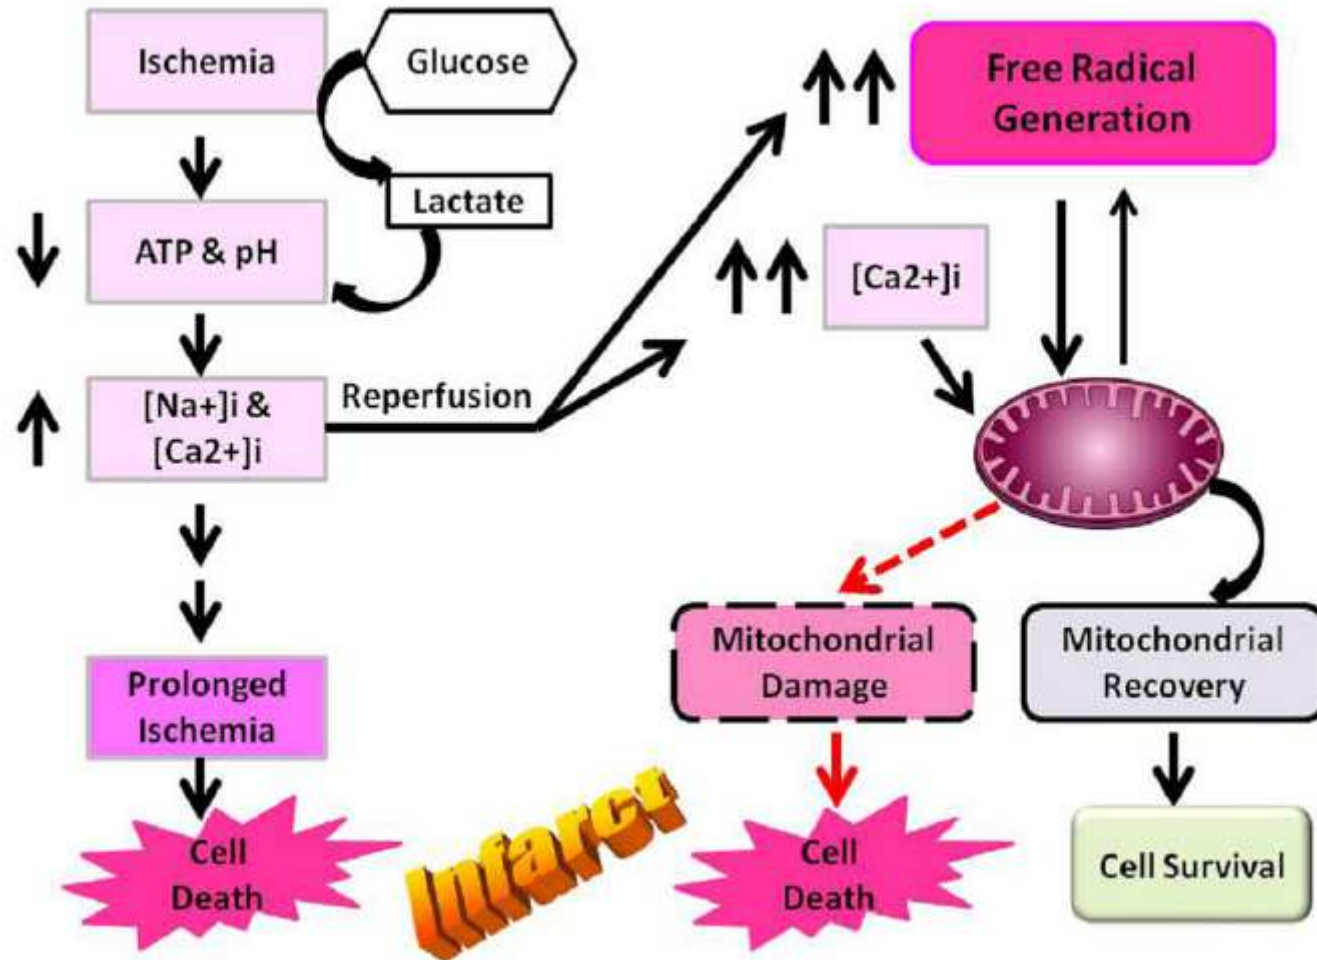 Ischemia
Glucose
Lactate
ATP & pH
[Na+]i &
[Ca2+]i
Reperfusion
Prolonged
Ischemia
Cell
Death
Infarct
Free Radical
Generation
[Ca2+]i
Mitochondrial
Damage
Cell
Death
Mitochondrial
Recovery
Cell Survival